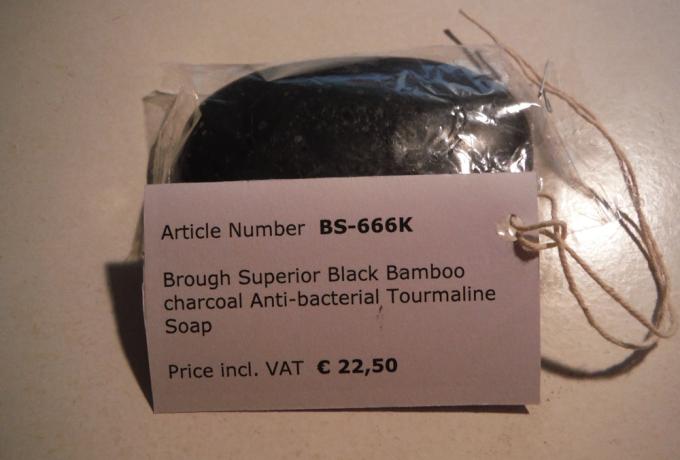 Article Number BS-666K
Brough Superior Black Bamboo
charcoal Anti-bacterial Tourmaline
Soap
Price incl. VAT € 22,50